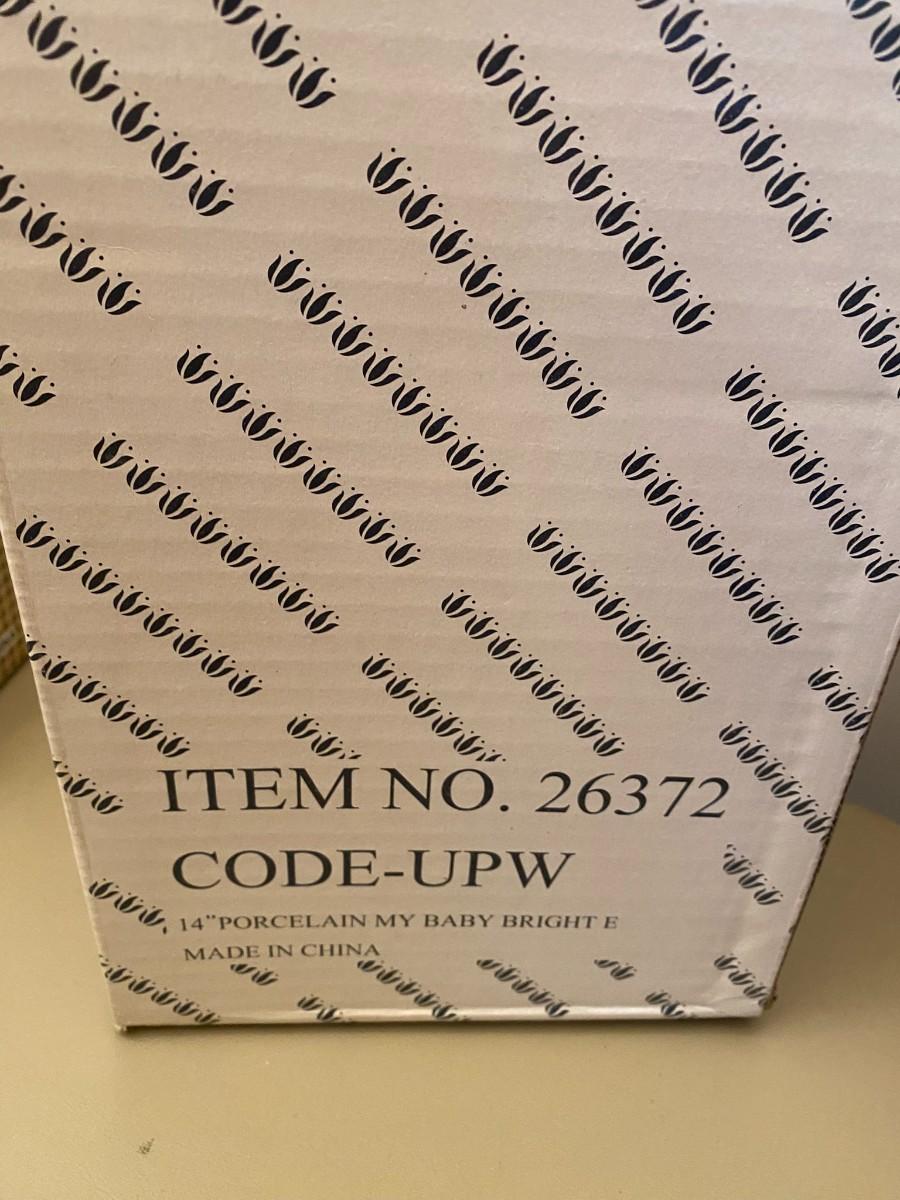 ITEM NO. 26372
CODE-UPW
14"PORCELAIN MY BABY BRIGHT E
MADE IN CHINA